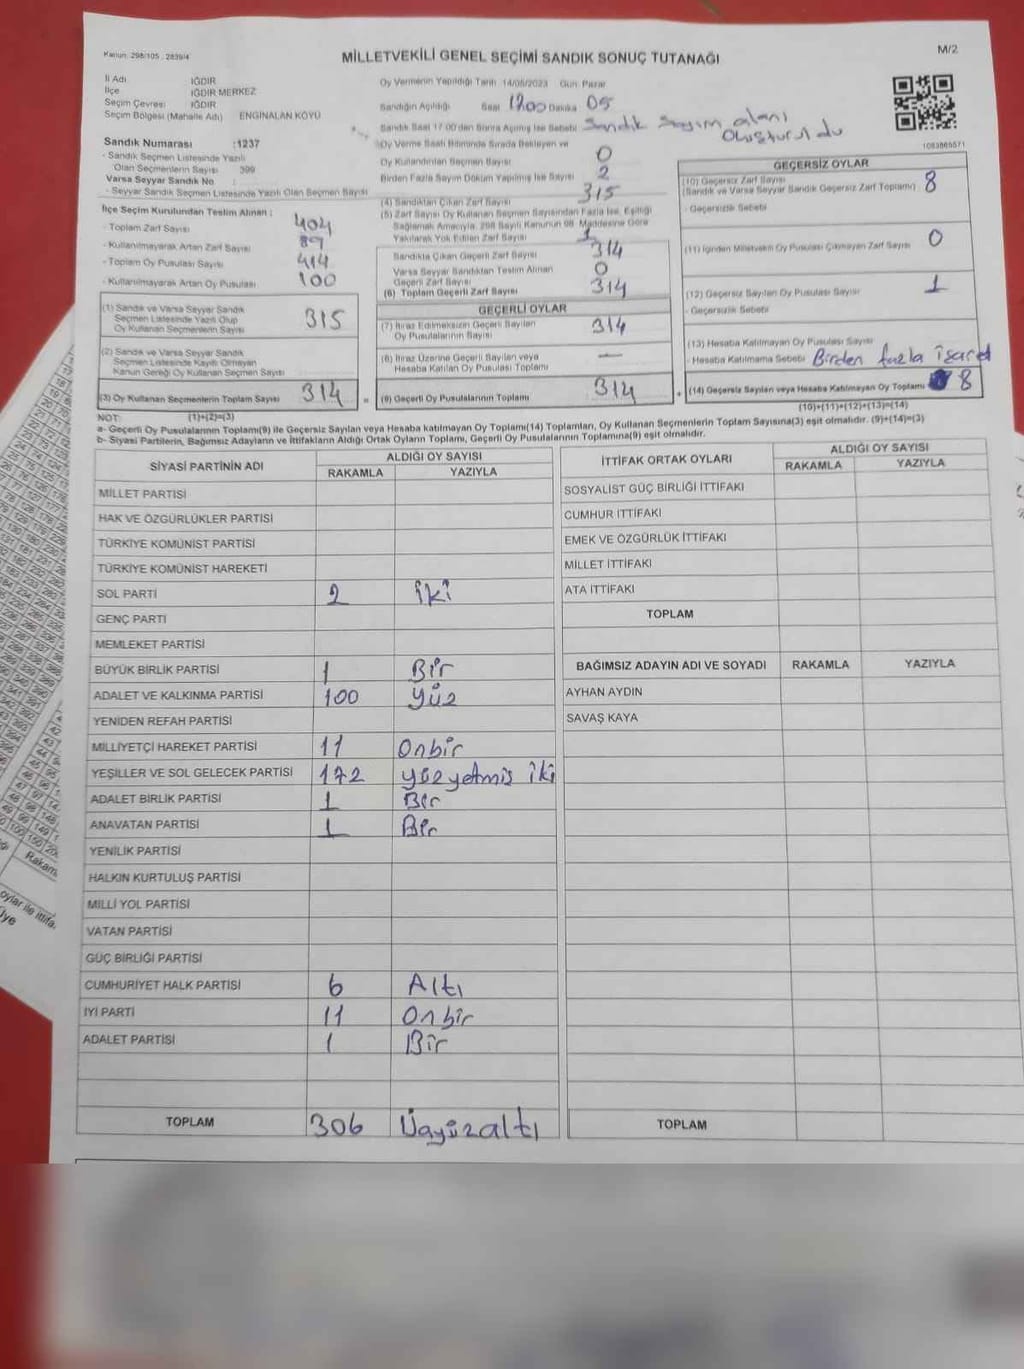 Kanun: 298/105 , 2839/4
MİLLETVEKİLİ GENEL SEÇİMİ SANDIK SONUÇ TUTANAĞI
M/2
İl Adı IĞDIR
İlçe IĞDIR MERKEZ
Seçim Çevresi IĞDIR
Seçim Bölgesi (Mahalle Adı) ENGİNALAN KÖYÜ
Oy Vermenin Yapıldığı Tarih 14/05/2023 Gün Pazar
Sandığın Açıldığı Saat 17.00 Dakika 05
Sandık Saat 17:00'den Sonra Açılmış İse Sebebi Sandık Sayım alanı
Oluşturuldu
1083865571
Sandık Numarası :1237
- Sandık Seçmen Listesinde Yazılı
Olan Seçmenlerin Sayısı 399
Varsa Seyyar Sandık No :
- Seyyar Sandık Seçmen Listesinde Yazılı Olan Seçmen Sayısı
Oy Verme Saati Bitiminde Sırada Bekleyen ve
Oy Kullandırılan Seçmen Sayısı 0
Birden Fazla Sayım Döküm Yapılmış İse Sayısı 2
(4) Sandıktan Çıkan Zarf Sayısı 315
(5) Zarf Sayısı Oy Kullanan Seçmen Sayısından Fazla İse, Eşitliği
Sağlamak Amacıyla, 298 Sayılı Kanunun 98. Maddesine Göre
Yakılarak Yok Edilen Zarf Sayısı 1
İlçe Seçim Kurulundan Teslim Alınan :
- Toplam Zarf Sayısı 404
- Kullanılmayarak Artan Zarf Sayısı 89
- Toplam Oy Pusulası Sayısı 414
- Kullanılmayarak Artan Oy Pusulası 100
Sandıkta Çıkan Geçerli Zarf Sayısı 314
Varsa Seyyar Sandıktan Teslim Alınan
Geçerli Zarf Sayısı 0
(6) Toplam Geçerli Zarf Sayısı 314
GEÇERSİZ OYLAR
(10) Geçersiz Zarf Sayısı
(Sandık ve Varsa Seyyar Sandık Geçersiz Zarf Toplamı) 8
- Geçersizlik Sebebi
(11) İçinden Milletvekili Oy Pusulası Çıkmayan Zarf Sayısı 0
(12) Geçersiz Sayılan Oy Pusulası Sayısı 1
- Geçersizlik Sebebi
(13) Hesaba Katılmayan Oy Pusulası Sayısı
- Hesaba Katılmama Sebebi Birden fazla işaret
(14) Geçersiz Sayılan veya Hesaba Katılmayan Oy Toplamı 8
(1) Sandık ve Varsa Seyyar Sandık
Seçmen Listesinde Yazılı Olup
Oy Kullanan Seçmenlerin Sayısı 315
(2) Sandık ve Varsa Seyyar Sandık
Seçmen Listesinde Kayıtlı Olmayan
Kanun Gereği Oy Kullanan Seçmen Sayısı
(3) Oy Kullanan Seçmenlerin Toplam Sayısı 314 =
GEÇERLİ OYLAR
(7) İtiraz Edilmeksizin Geçerli Sayılan
Oy Pusulalarının Sayısı 314
(8) İtiraz Üzerine Geçerli Sayılan veya
Hesaba Katılan Oy Pusulası Toplamı —
(9) Geçerli Oy Pusulalarının Toplamı 314 +
NOT: (1)+(2)=(3) (10)+(11)+(12)+(13)=(14)
a- Geçerli Oy Pusulalarının Toplam(9) ile Geçersiz Sayılan veya Hesaba katılmayan Oy Toplamı(14) Toplamları, Oy Kullanan Seçmenlerin Toplam Sayısına(3) eşit olmalıdır. (9)+(14)=(3)
b- Siyasi Partilerin, Bağımsız Adayların ve İttifakların Aldığı Ortak Oyların Toplamı, Geçerli Oy Pusulalarının Toplamına(9) eşit olmalıdır.
SİYASİ PARTİNİN ADI ALDIĞI OY SAYISI
RAKAMLA YAZIYLA
MİLLET PARTİSİ
HAK VE ÖZGÜRLÜKLER PARTİSİ
TÜRKİYE KOMÜNİST PARTİSİ
TÜRKİYE KOMÜNİST HAREKETİ
SOL PARTİ 2 iki
GENÇ PARTİ
MEMLEKET PARTİSİ
BÜYÜK BİRLİK PARTİSİ 1 Bir
ADALET VE KALKINMA PARTİSİ 100 yüz
YENİDEN REFAH PARTİSİ
MİLLİYETÇİ HAREKET PARTİSİ 11 Onbir
YEŞİLLER VE SOL GELECEK PARTİSİ 172 yüzyetmiş iki
ADALET BİRLİK PARTİSİ 1 Bir
ANAVATAN PARTİSİ 1 Bir
YENİLİK PARTİSİ
HALKIN KURTULUŞ PARTİSİ
MİLLİ YOL PARTİSİ
VATAN PARTİSİ
GÜÇ BİRLİĞİ PARTİSİ
CUMHURİYET HALK PARTİSİ 6 Altı
İYİ PARTİ 11 Onbir
ADALET PARTİSİ 1 Bir
TOPLAM 306 Üçyüzaltı
İTTİFAK ORTAK OYLARI ALDIĞI OY SAYISI
RAKAMLA YAZIYLA
SOSYALİST GÜÇ BİRLİĞİ İTTİFAKI
CUMHUR İTTİFAKI
EMEK VE ÖZGÜRLÜK İTTİFAKI
MİLLET İTTİFAKI
ATA İTTİFAKI
TOPLAM
BAĞIMSIZ ADAYIN ADI VE SOYADI RAKAMLA YAZIYLA
AYHAN AYDIN
SAVAŞ KAYA
TOPLAM